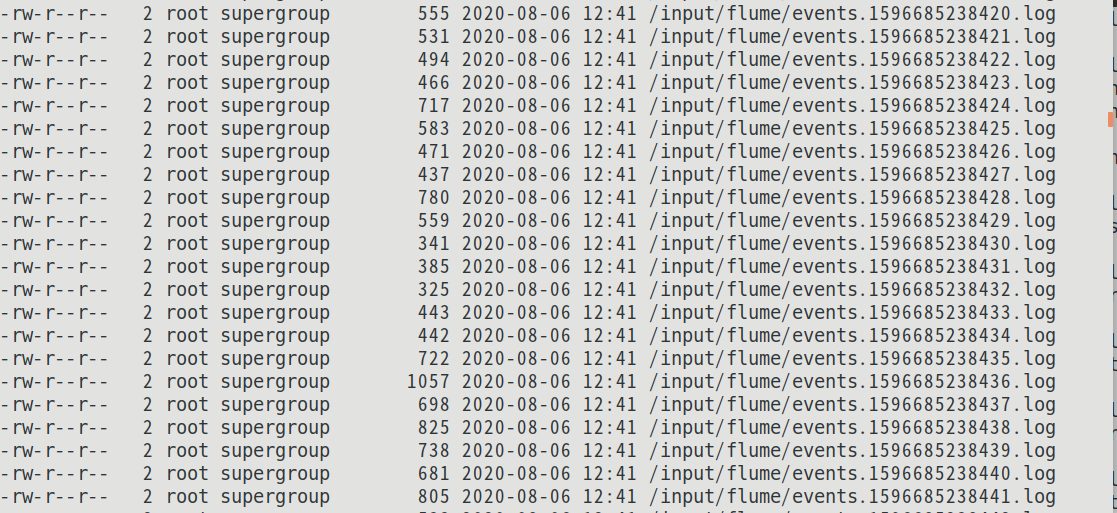 -rw-r--r--   2 root supergroup        555 2020-08-06 12:41 /input/flume/events.1596685238420.log
-rw-r--r--   2 root supergroup        531 2020-08-06 12:41 /input/flume/events.1596685238421.log
-rw-r--r--   2 root supergroup        494 2020-08-06 12:41 /input/flume/events.1596685238422.log
-rw-r--r--   2 root supergroup        466 2020-08-06 12:41 /input/flume/events.1596685238423.log
-rw-r--r--   2 root supergroup        717 2020-08-06 12:41 /input/flume/events.1596685238424.log
-rw-r--r--   2 root supergroup        583 2020-08-06 12:41 /input/flume/events.1596685238425.log
-rw-r--r--   2 root supergroup        471 2020-08-06 12:41 /input/flume/events.1596685238426.log
-rw-r--r--   2 root supergroup        437 2020-08-06 12:41 /input/flume/events.1596685238427.log
-rw-r--r--   2 root supergroup        780 2020-08-06 12:41 /input/flume/events.1596685238428.log
-rw-r--r--   2 root supergroup        559 2020-08-06 12:41 /input/flume/events.1596685238429.log
-rw-r--r--   2 root supergroup        341 2020-08-06 12:41 /input/flume/events.1596685238430.log
-rw-r--r--   2 root supergroup        385 2020-08-06 12:41 /input/flume/events.1596685238431.log
-rw-r--r--   2 root supergroup        325 2020-08-06 12:41 /input/flume/events.1596685238432.log
-rw-r--r--   2 root supergroup        443 2020-08-06 12:41 /input/flume/events.1596685238433.log
-rw-r--r--   2 root supergroup        442 2020-08-06 12:41 /input/flume/events.1596685238434.log
-rw-r--r--   2 root supergroup        722 2020-08-06 12:41 /input/flume/events.1596685238435.log
-rw-r--r--   2 root supergroup       1057 2020-08-06 12:41 /input/flume/events.1596685238436.log
-rw-r--r--   2 root supergroup        698 2020-08-06 12:41 /input/flume/events.1596685238437.log
-rw-r--r--   2 root supergroup        825 2020-08-06 12:41 /input/flume/events.1596685238438.log
-rw-r--r--   2 root supergroup        738 2020-08-06 12:41 /input/flume/events.1596685238439.log
-rw-r--r--   2 root supergroup        681 2020-08-06 12:41 /input/flume/events.1596685238440.log
-rw-r--r--   2 root supergroup        805 2020-08-06 12:41 /input/flume/events.1596685238441.log